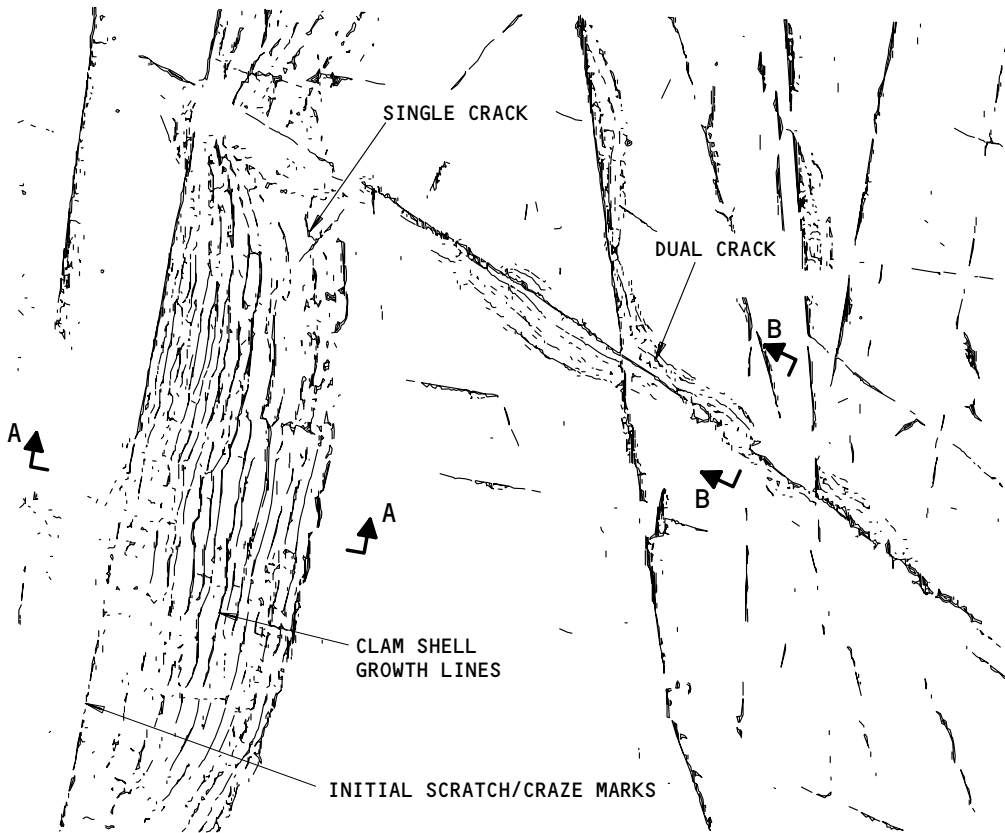 SINGLE CRACK
DUAL CRACK
B
A
A
B
CLAM SHELL
GROWTH LINES
INITIAL SCRATCH/CRAZE MARKS